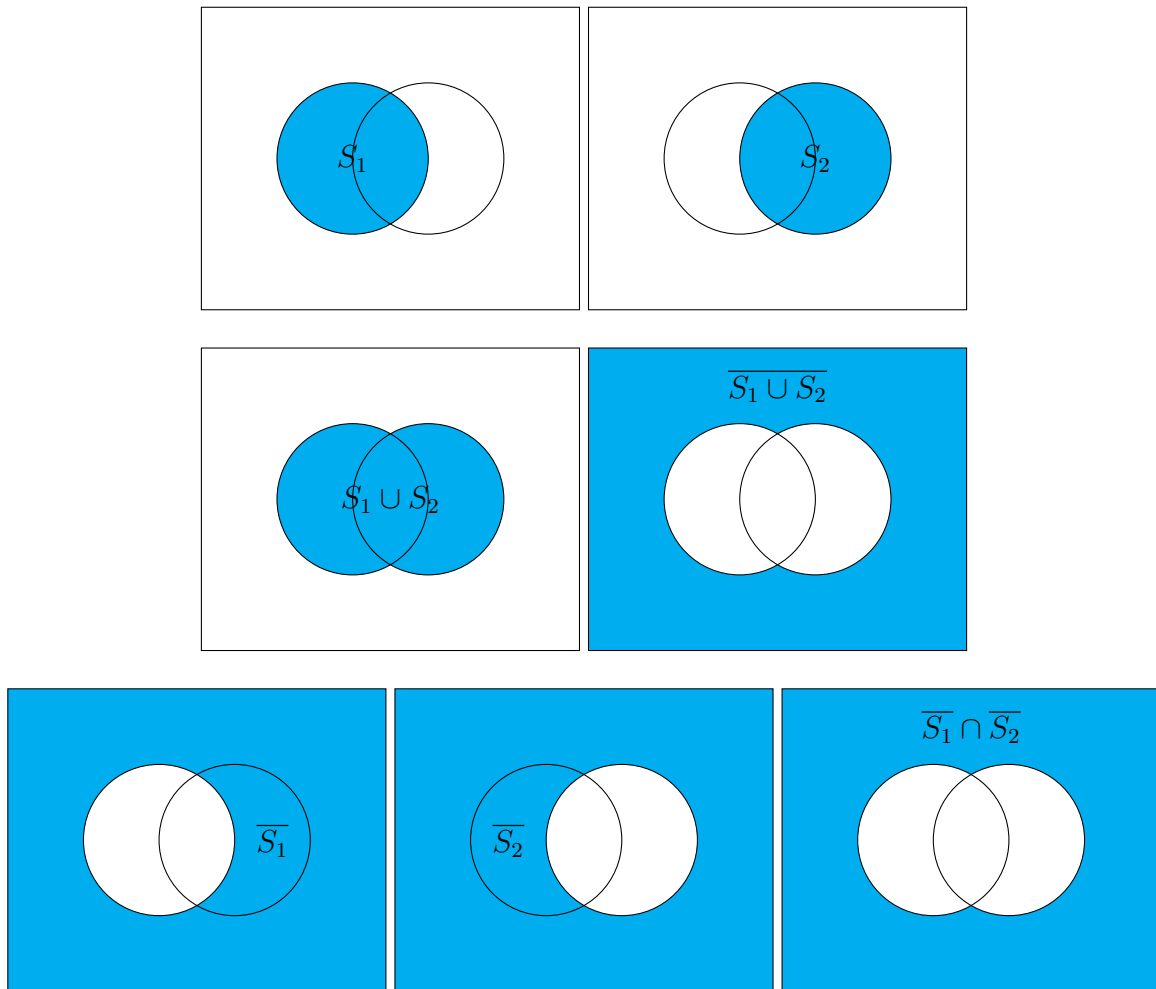 $S_1$
$S_2$
$S_1 \cup S_2$
$\overline{S_1 \cup S_2}$
$\overline{S_1}$
$\overline{S_2}$
$\overline{S_1} \cap \overline{S_2}$